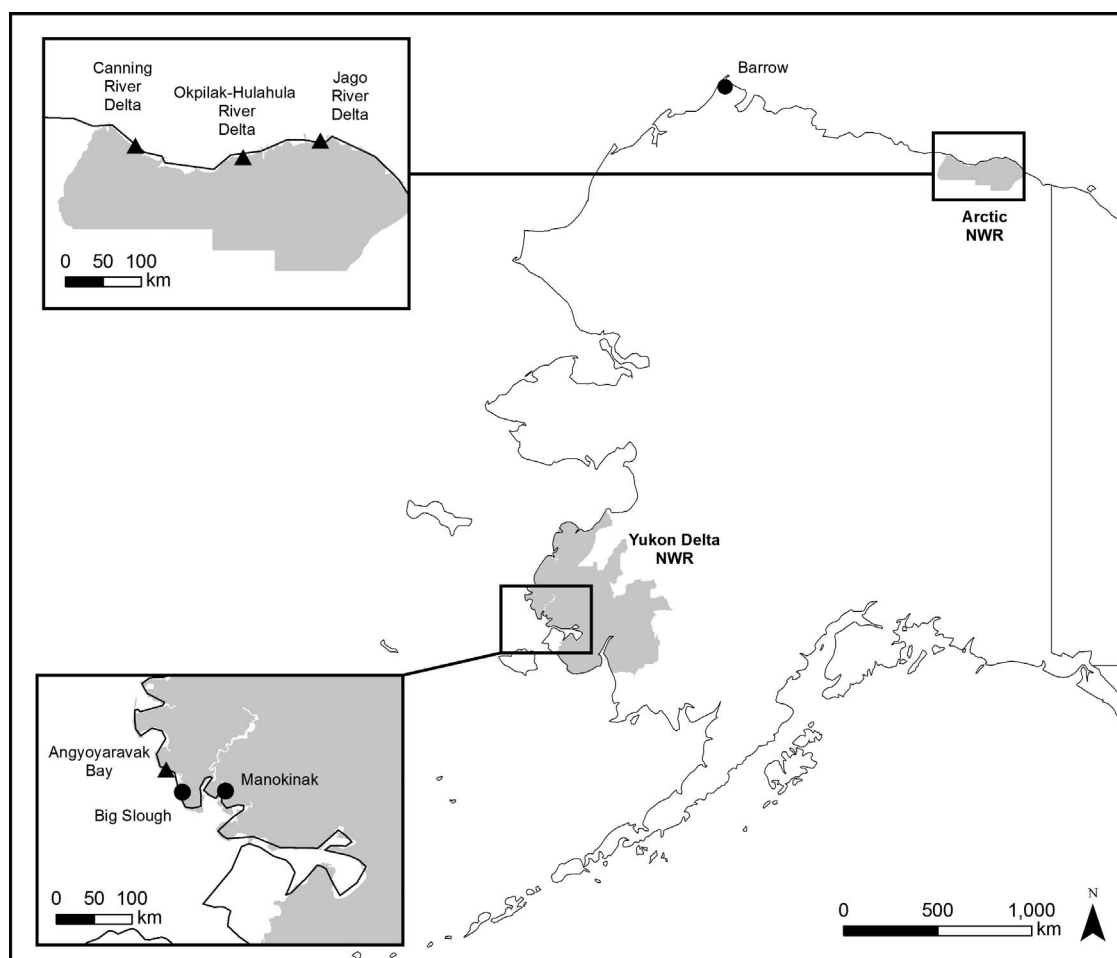 Canning
River
Delta
Okpilak-Hulahula
River
Delta
Jago
River
Delta
0 50 100
km
Barrow
Arctic
NWR
Yukon Delta
NWR
Angyoyaravak
Bay
Manokinak
Big Slough
0 50 100
km
0 500 1,000
km
N